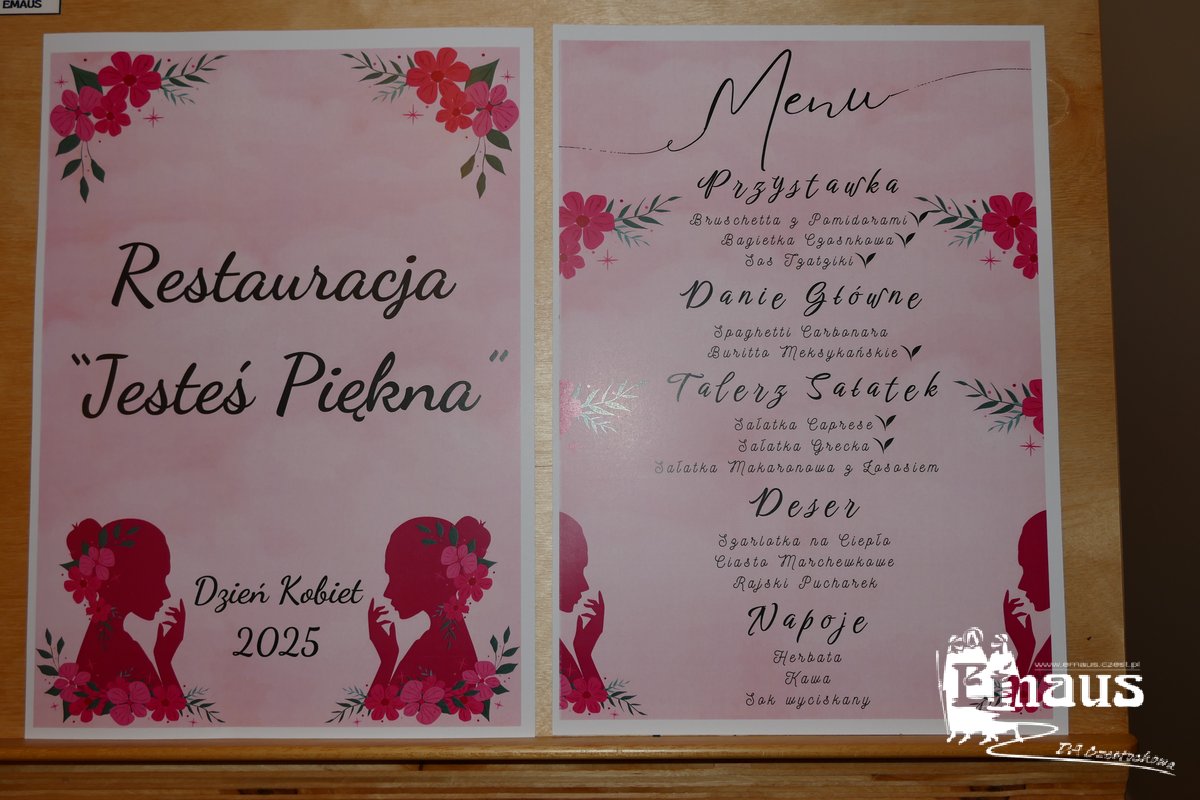 EMAUS
Restauracja
"Jesteś Piękna"
Dzień Kobiet
2025
Menu
Przystawka
Bruschetta z Pomidorami
Bagietka Czosnkowa
Sos Tzatziki
Danie Główne
Spaghetti Carbonara
Buritto Meksykańskie
Talerz Sałatek
Sałatka Caprese
Sałatka Grecka
Sałatka Makaronowa z Łososiem
Deser
Szarlotka na Ciepło
Ciasto Marchewkowe
Rajski Pucharek
Napoje
Herbata
Kawa
Sok wyciskany
www.emaus.czest.pl
Emaus
DA Częstochowa